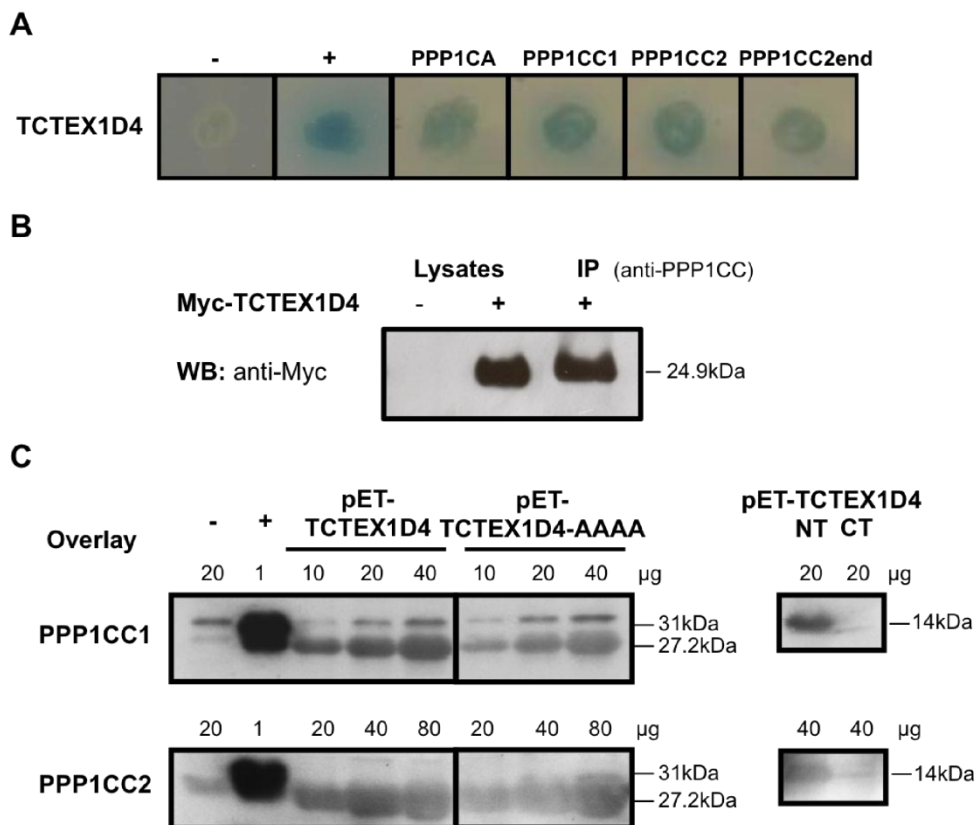 A
- + PPP1CA PPP1CC1 PPP1CC2 PPP1CC2end
TCTEX1D4
B
Lysates IP (anti-PPP1CC)
Myc-TCTEX1D4 - + +
WB: anti-Myc
24.9kDa
C
Overlay
- + pET-TCTEX1D4 pET-TCTEX1D4-AAAA pET-TCTEX1D4
NT CT
20 1 10 20 40 10 20 40 µg 20 20 µg
PPP1CC1
31kDa
27.2kDa
14kDa
20 1 20 40 80 20 40 80 µg 40 40 µg
PPP1CC2
31kDa
27.2kDa
14kDa